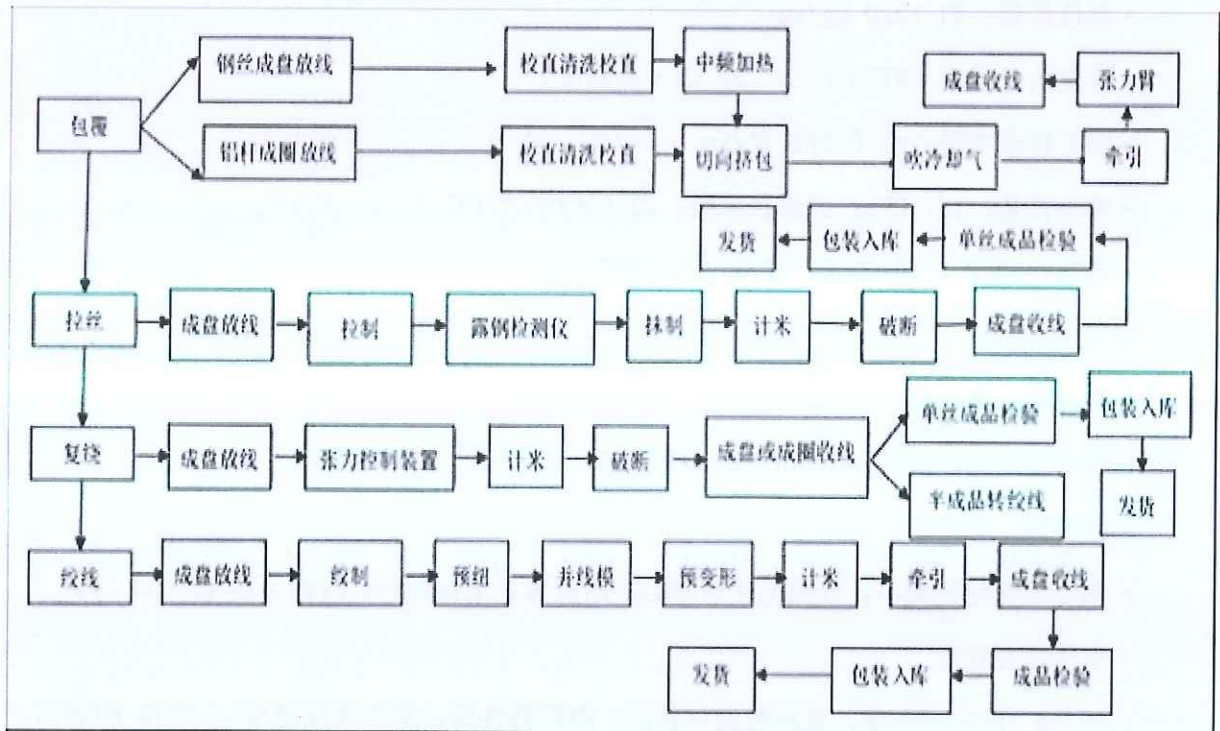 钢丝成盘放线
校直清洗校直
中频加热
成盘收线
张力臂
包覆
铝杆成圈放线
校直清洗校直
切向挤包
吹冷却气
牵引
发货
包装入库
单丝成品检验
拉丝
成盘放线
拉制
露钢检测仪
抹制
计米
破断
成盘收线
单丝成品检验
包装入库
复绕
成盘放线
张力控制装置
计米
破断
成盘或成圈收线
半成品转绞线
发货
绞线
成盘放线
绞制
预纽
并线模
预变形
计米
牵引
成盘收线
发货
包装入库
成品检验